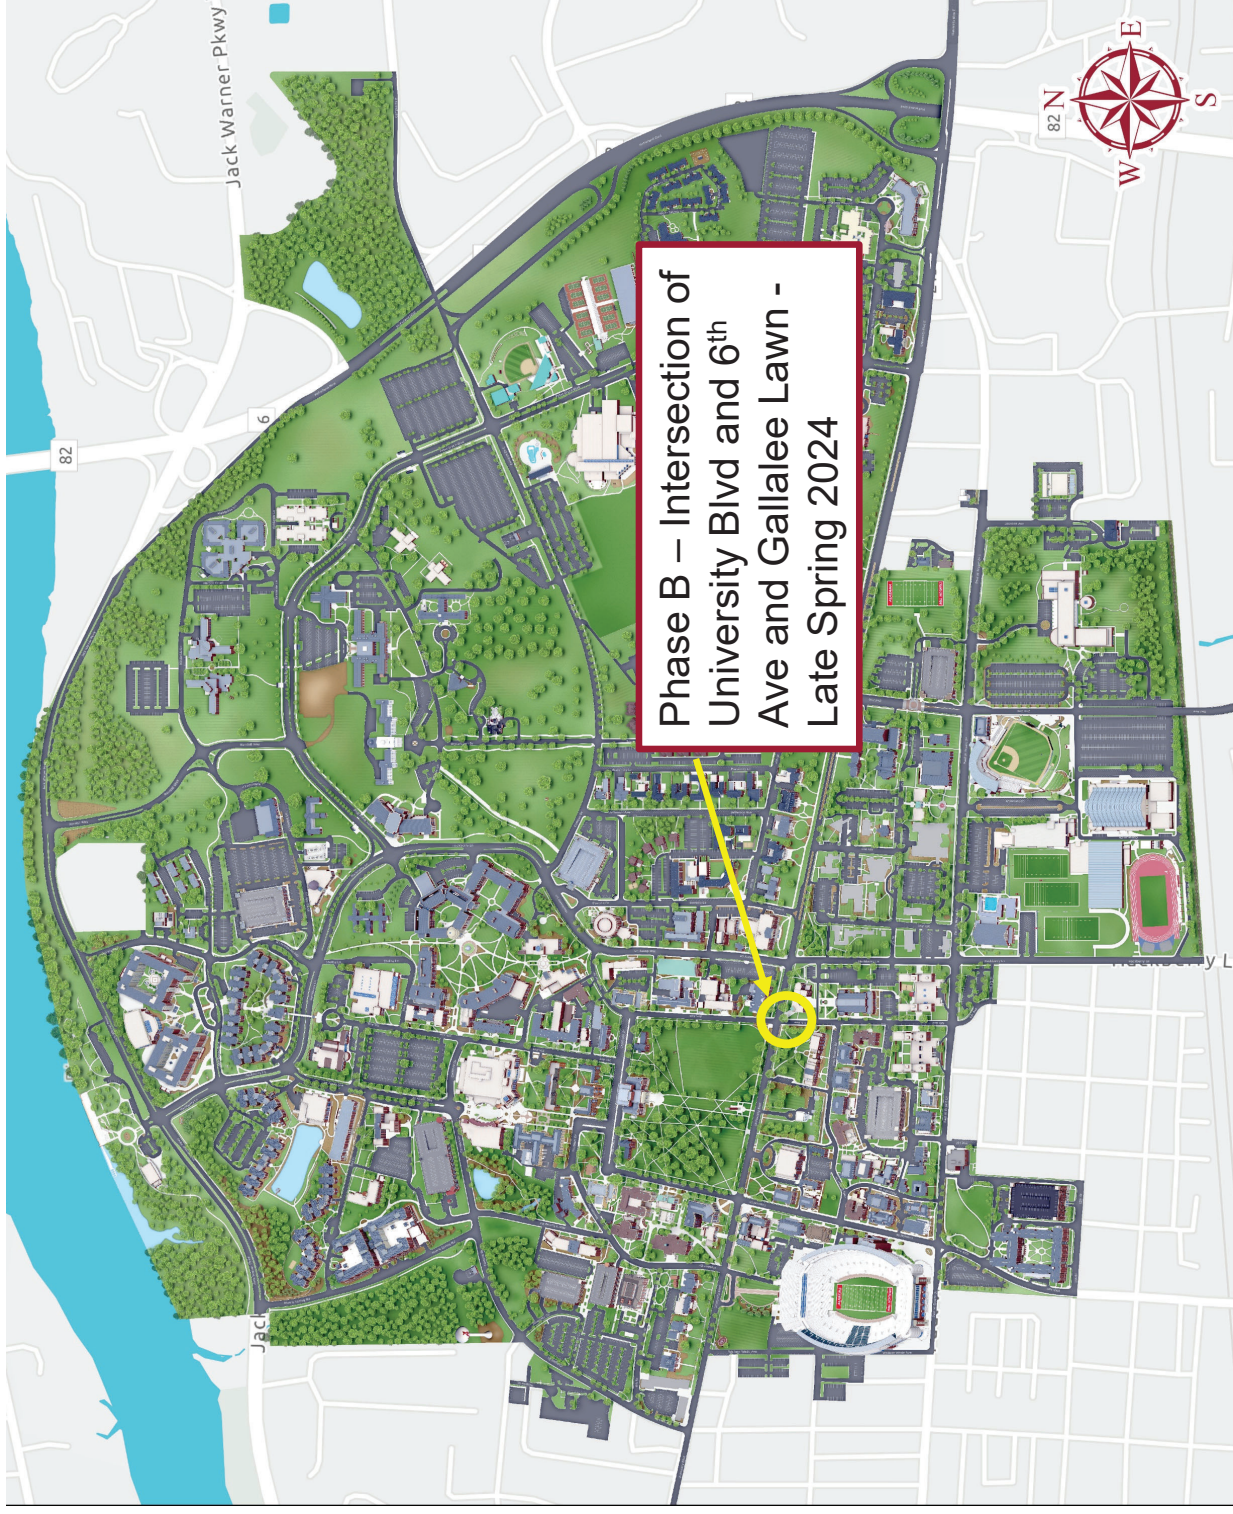 Phase B – Intersection of
University Blvd and 6th
Ave and Gallalee Lawn -
Late Spring 2024
Jack Warner Pkwy
82
6
82
N
E
S
W
Jack